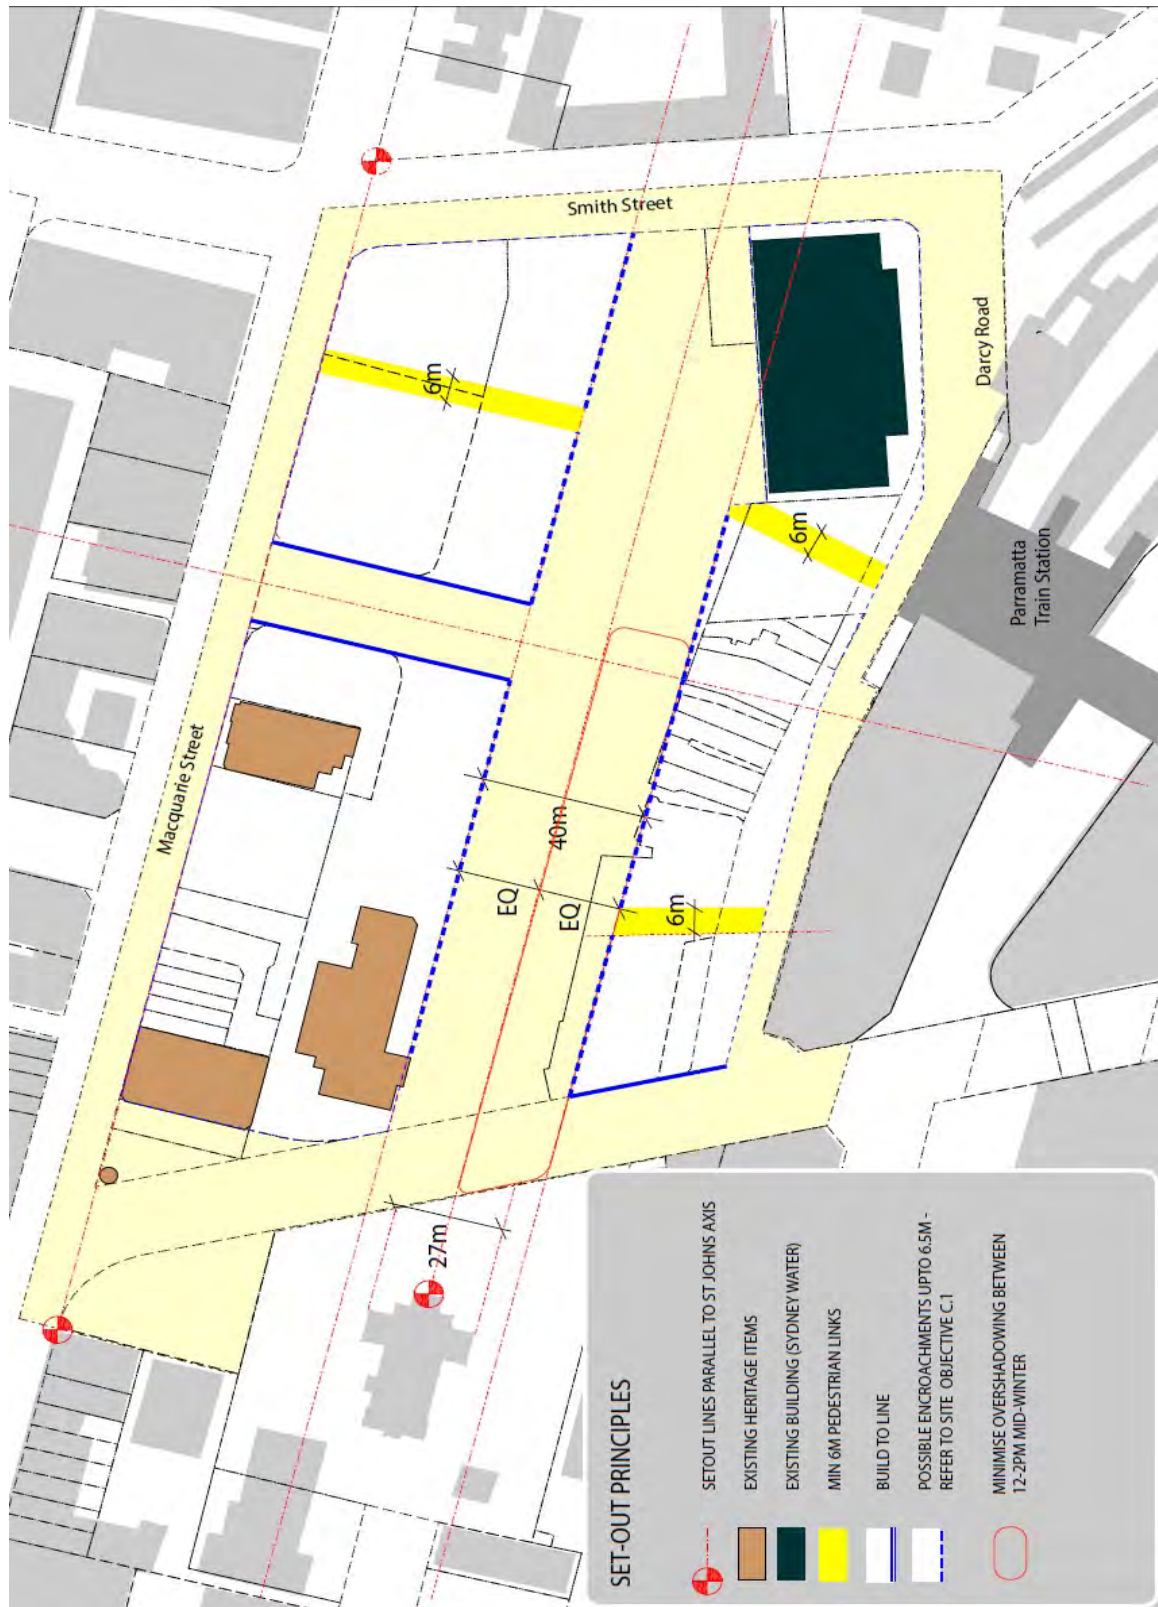 Smith Street
6m
Darcy Road
Macquarie Street
6m
Parramatta
Train Station
40m
EQ
EQ
6m
27m
SET-OUT PRINCIPLES
SETOUT LINES PARALLEL TO ST JOHNS AXIS
EXISTING HERITAGE ITEMS
EXISTING BUILDING (SYDNEY WATER)
MIN 6M PEDESTRIAN LINKS
BUILD TO LINE
POSSIBLE ENCROACHMENTS UPTO 6.5M -
REFER TO SITE OBJECTIVE C.1
MINIMISE OVERSHADOWING BETWEEN
12-2PM MID-WINTER